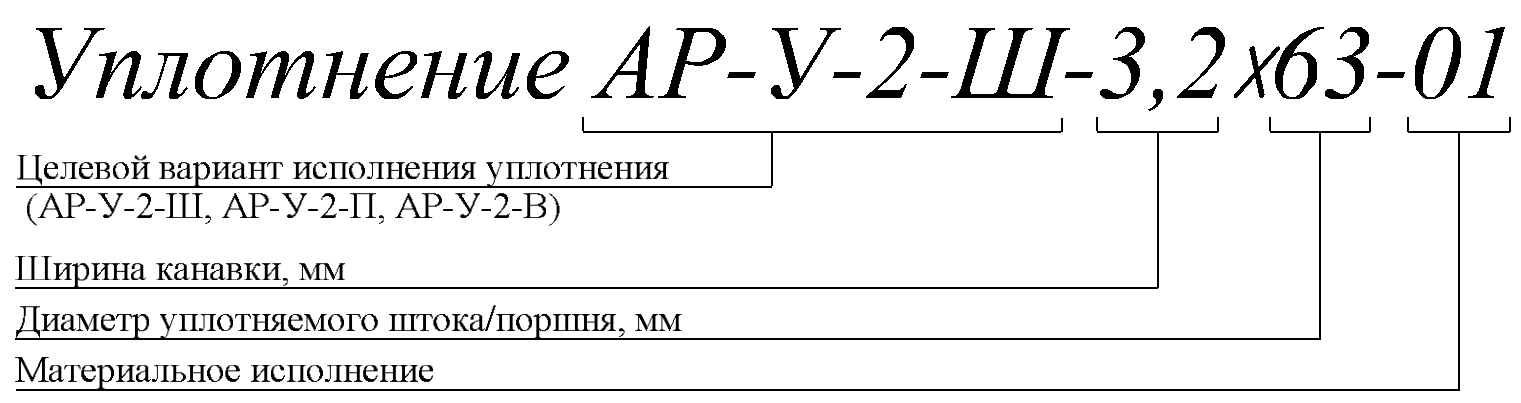 Уплотнение АР-У-2-Ш-3,2х63-01
Целевой вариант исполнения уплотнения
(АР-У-2-Ш, АР-У-2-П, АР-У-2-В)
Ширина канавки, мм
Диаметр уплотняемого штока/поршня, мм
Материальное исполнение